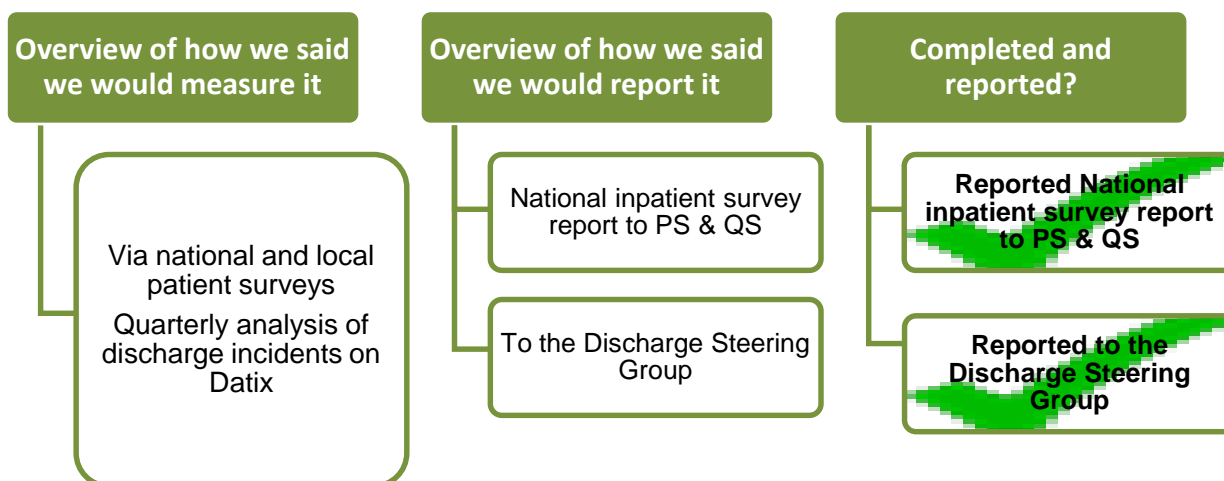 Overview of how we said
we would measure it
Via national and local
patient surveys
Quarterly analysis of
discharge incidents on
Datix
Overview of how we said
we would report it
National inpatient survey
report to PS & QS
To the Discharge Steering
Group
Completed and
reported?
Reported National
inpatient survey report
to PS & QS
Reported to the
Discharge Steering
Group